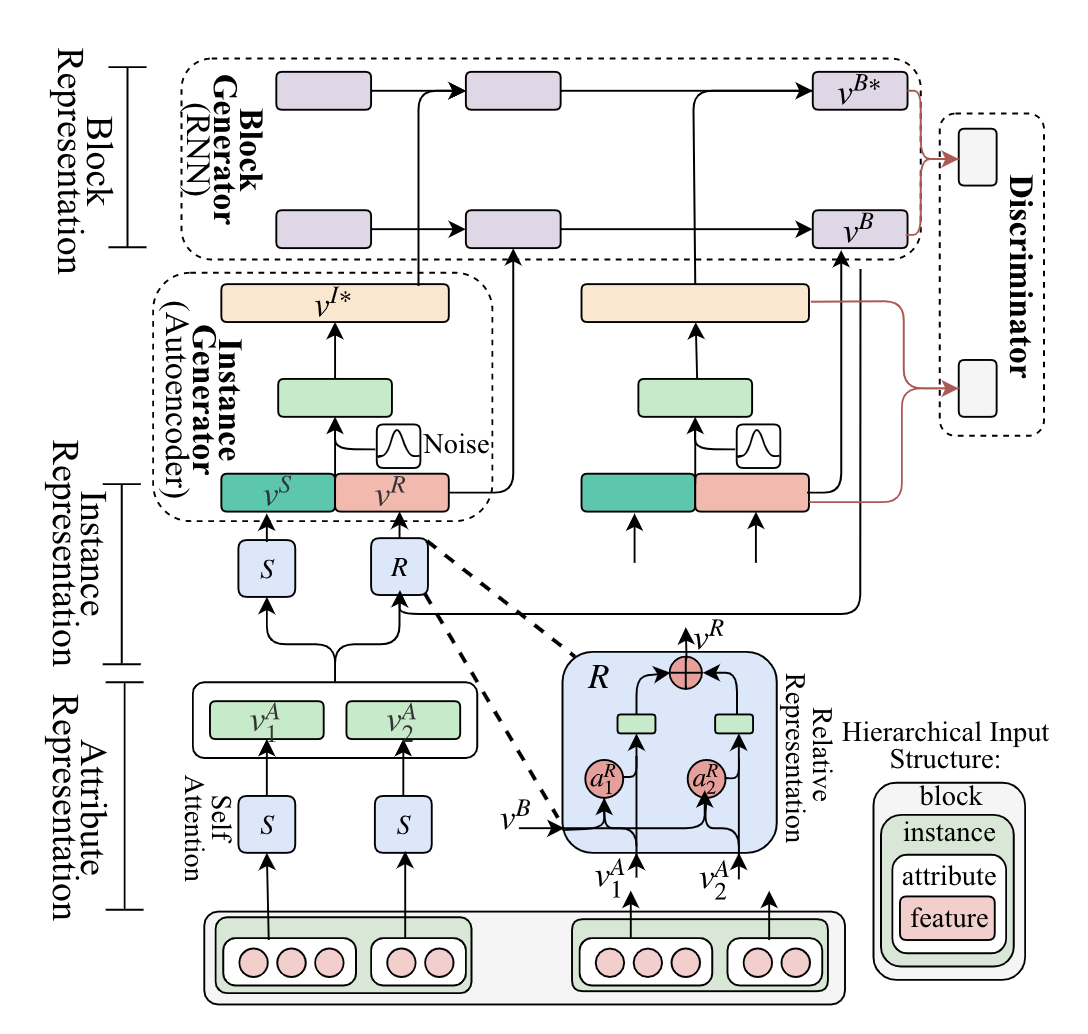 Block
Representation
Block
Generator
(RNN)
v^{B*}
v^B
Discriminator
Instance
Generator
(Autoencoder)
v^{I*}
Noise
v^S
v^R
Instance
Representation
S
R
v^R
R
Relative
Representation
a_1^R
a_2^R
v^B
v_1^A
v_2^A
Attribute
Representation
v_1^A
v_2^A
Self
Attention
S
S
Hierarchical Input
Structure:
block
instance
attribute
feature